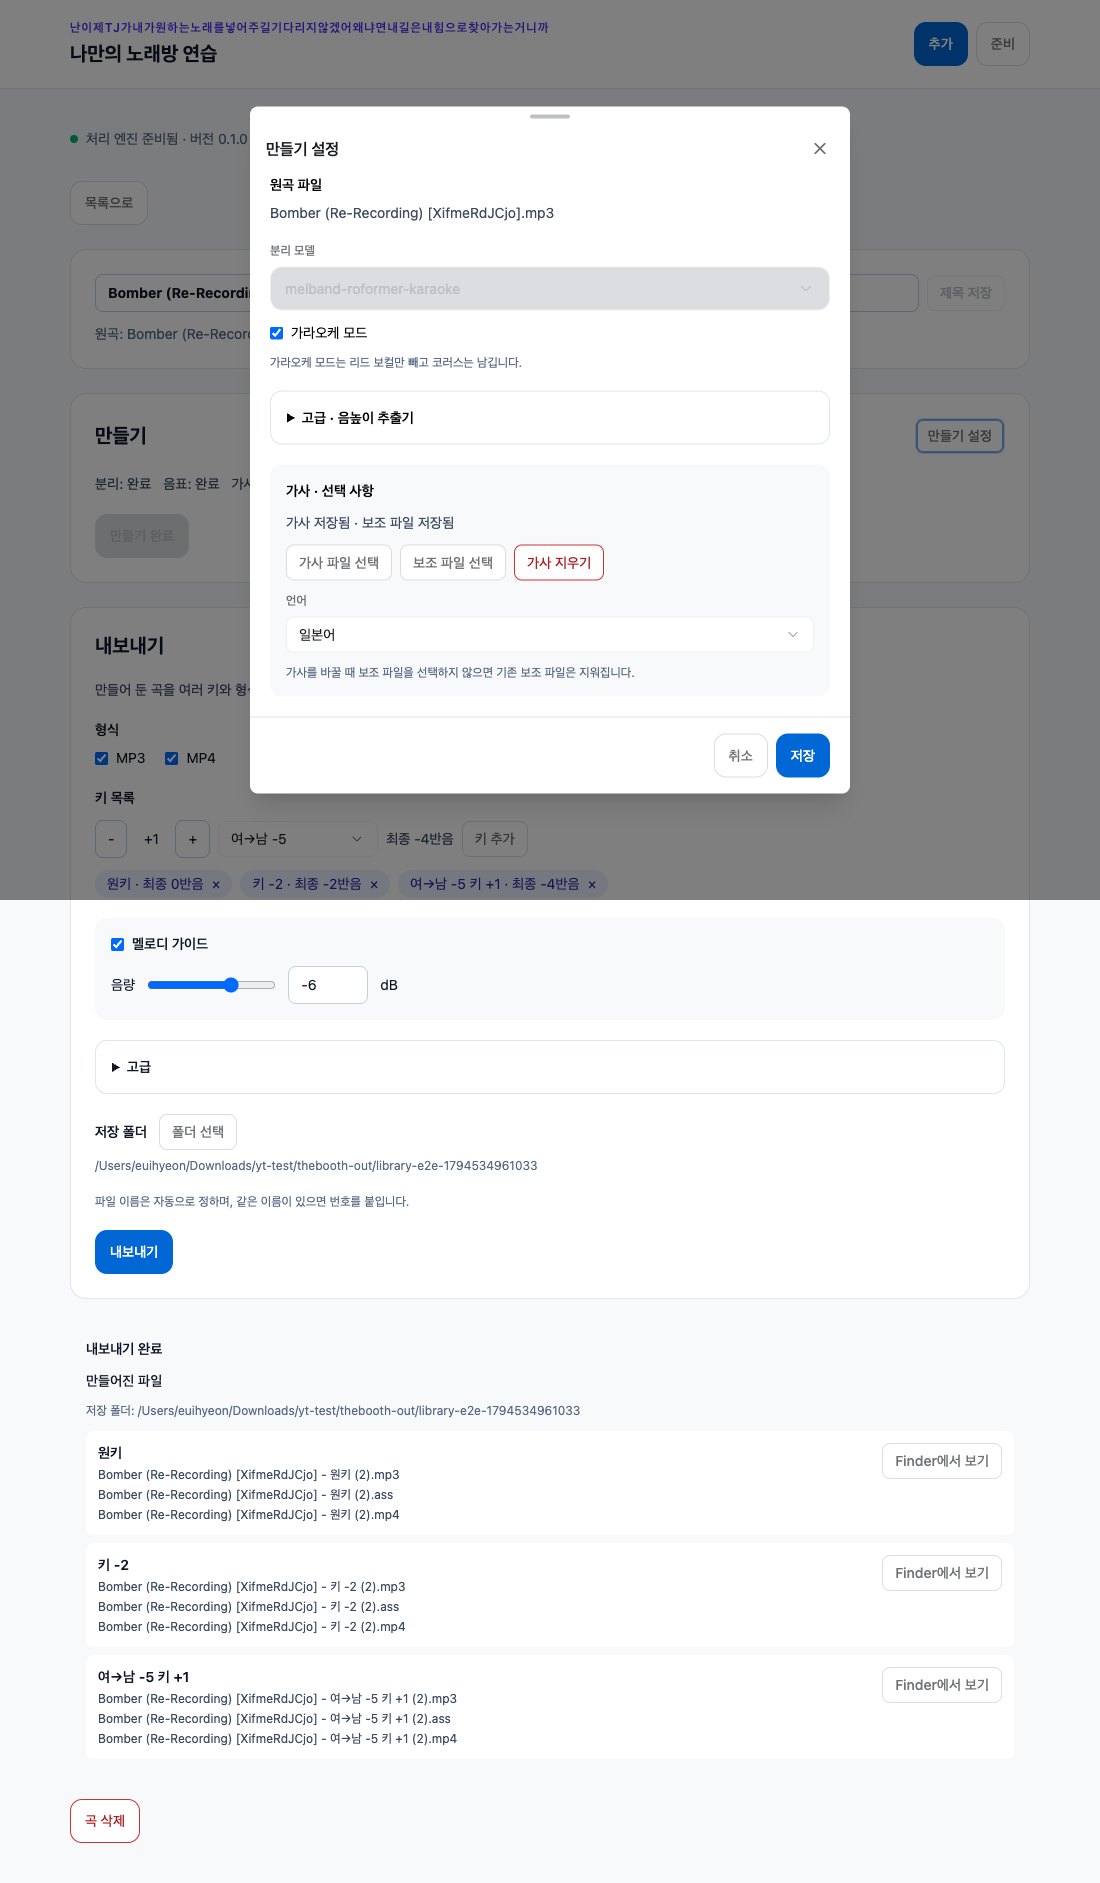 난이제TJ가내가원하는노래를넣어주길기다리지않겠어왜냐면내길은내힘으로찾아가는거니까
나만의 노래방 연습
추가
준비
처리 엔진 준비됨 · 버전 0.1.0
목록으로
만들기 설정
원곡 파일
Bomber (Re-Recording) [XifmeRdJCjo].mp3
분리 모델
melband-roformer-karaoke
가라오케 모드
가라오케 모드는 리드 보컬만 빼고 코러스는 남깁니다.
▶ 고급 · 음높이 추출기
가사 · 선택 사항
가사 저장됨 · 보조 파일 저장됨
가사 파일 선택
보조 파일 선택
가사 지우기
언어
일본어
가사를 바꿀 때 보조 파일을 선택하지 않으면 기존 보조 파일은 지워집니다.
취소
저장
Bomber (Re-Recordin
제목 저장
원곡: Bomber (Re-Reco
만들기
만들기 설정
분리: 완료 음표: 완료 가사
만들기 완료
내보내기
만들어 둔 곡을 여러 키와 형
형식
MP3 MP4
키 목록
- +1 + 여→남 -5 최종 -4반음 키 추가
원키 · 최종 0반음 × 키 -2 · 최종 -2반음 × 여→남 -5 키 +1 · 최종 -4반음 ×
멜로디 가이드
음량 -6 dB
▶ 고급
저장 폴더 폴더 선택
/Users/euihyeon/Downloads/yt-test/thebooth-out/library-e2e-1794534961033
파일 이름은 자동으로 정하며, 같은 이름이 있으면 번호를 붙입니다.
내보내기
내보내기 완료
만들어진 파일
저장 폴더: /Users/euihyeon/Downloads/yt-test/thebooth-out/library-e2e-1794534961033
원키
Finder에서 보기
Bomber (Re-Recording) [XifmeRdJCjo] - 원키 (2).mp3
Bomber (Re-Recording) [XifmeRdJCjo] - 원키 (2).ass
Bomber (Re-Recording) [XifmeRdJCjo] - 원키 (2).mp4
키 -2
Finder에서 보기
Bomber (Re-Recording) [XifmeRdJCjo] - 키 -2 (2).mp3
Bomber (Re-Recording) [XifmeRdJCjo] - 키 -2 (2).ass
Bomber (Re-Recording) [XifmeRdJCjo] - 키 -2 (2).mp4
여→남 -5 키 +1
Finder에서 보기
Bomber (Re-Recording) [XifmeRdJCjo] - 여→남 -5 키 +1 (2).mp3
Bomber (Re-Recording) [XifmeRdJCjo] - 여→남 -5 키 +1 (2).ass
Bomber (Re-Recording) [XifmeRdJCjo] - 여→남 -5 키 +1 (2).mp4
곡 삭제